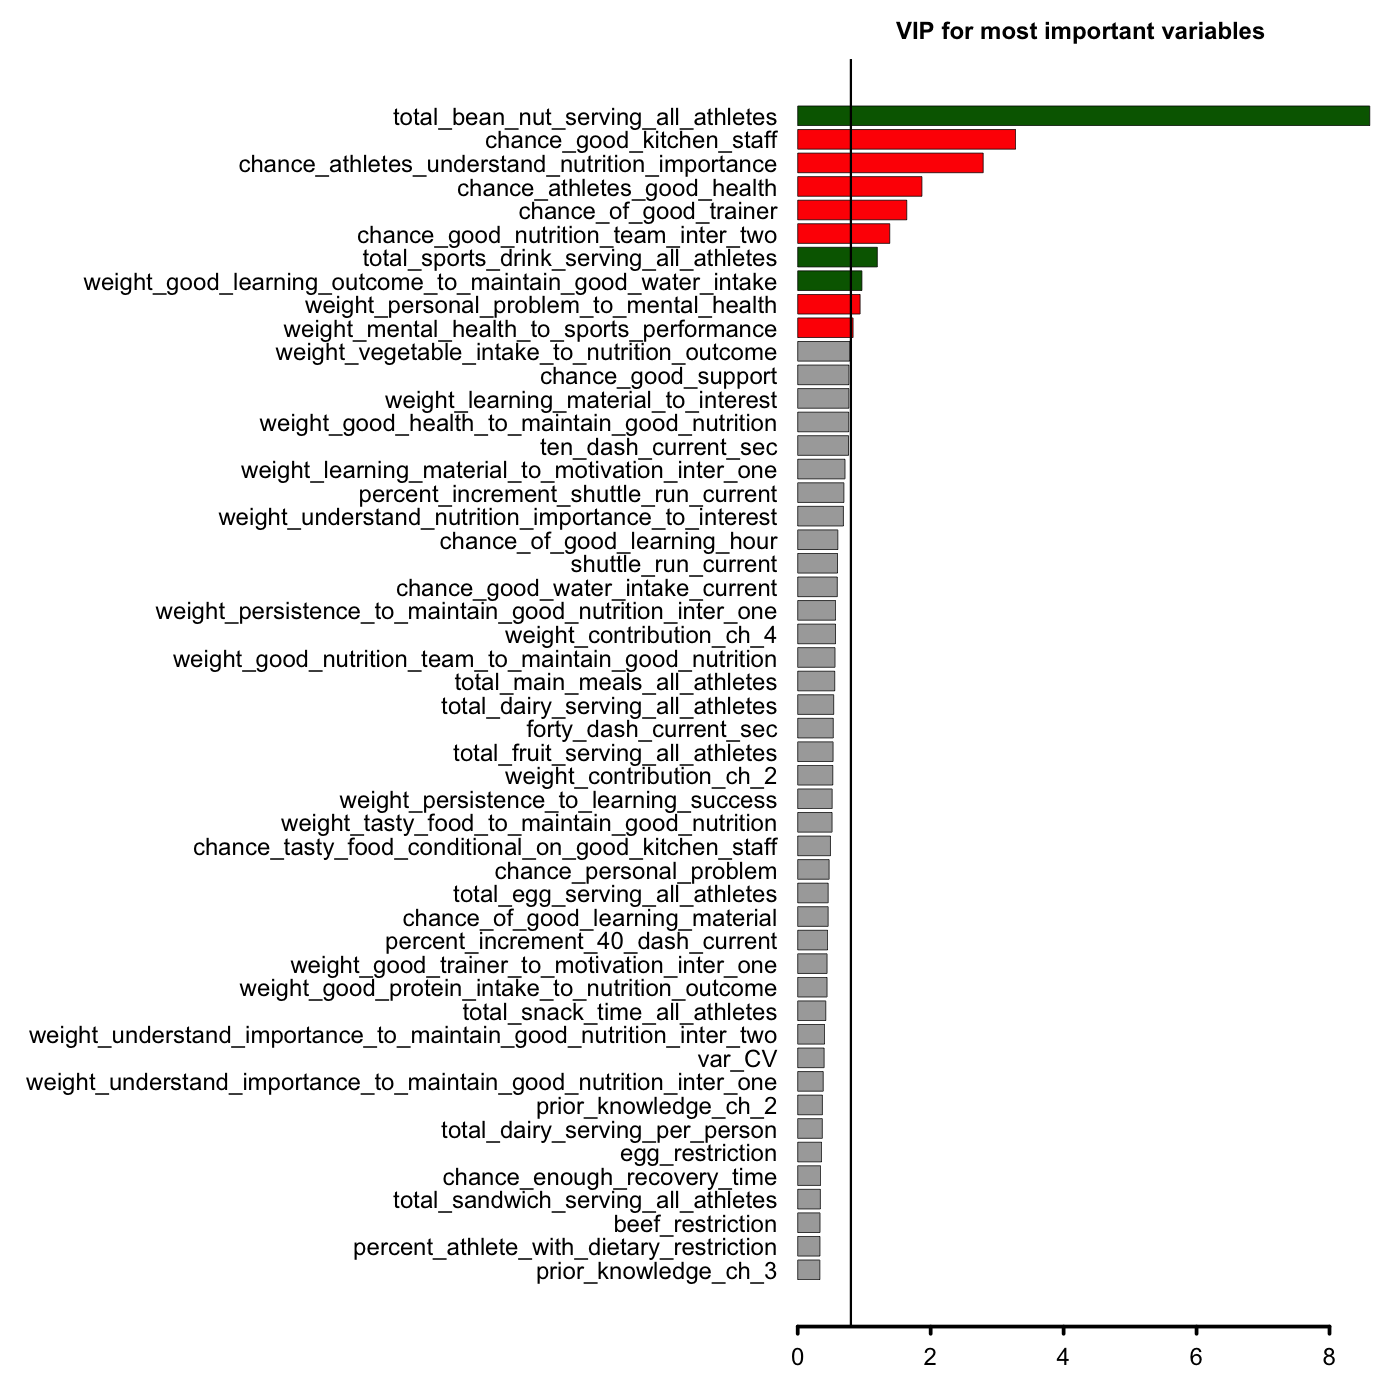 VIP for most important variables
total_bean_nut_serving_all_athletes
chance_good_kitchen_staff
chance_athletes_understand_nutrition_importance
chance_athletes_good_health
chance_of_good_trainer
chance_good_nutrition_team_inter_two
total_sports_drink_serving_all_athletes
weight_good_learning_outcome_to_maintain_good_water_intake
weight_personal_problem_to_mental_health
weight_mental_health_to_sports_performance
weight_vegetable_intake_to_nutrition_outcome
chance_good_support
weight_learning_material_to_interest
weight_good_health_to_maintain_good_nutrition
ten_dash_current_sec
weight_learning_material_to_motivation_inter_one
percent_increment_shuttle_run_current
weight_understand_nutrition_importance_to_interest
chance_of_good_learning_hour
shuttle_run_current
chance_good_water_intake_current
weight_persistence_to_maintain_good_nutrition_inter_one
weight_contribution_ch_4
weight_good_nutrition_team_to_maintain_good_nutrition
total_main_meals_all_athletes
total_dairy_serving_all_athletes
forty_dash_current_sec
total_fruit_serving_all_athletes
weight_contribution_ch_2
weight_persistence_to_learning_success
weight_tasty_food_to_maintain_good_nutrition
chance_tasty_food_conditional_on_good_kitchen_staff
chance_personal_problem
total_egg_serving_all_athletes
chance_of_good_learning_material
percent_increment_40_dash_current
weight_good_trainer_to_motivation_inter_one
weight_good_protein_intake_to_nutrition_outcome
total_snack_time_all_athletes
weight_understand_importance_to_maintain_good_nutrition_inter_two
var_CV
weight_understand_importance_to_maintain_good_nutrition_inter_one
prior_knowledge_ch_2
total_dairy_serving_per_person
egg_restriction
chance_enough_recovery_time
total_sandwich_serving_all_athletes
beef_restriction
percent_athlete_with_dietary_restriction
prior_knowledge_ch_3
0 2 4 6 8